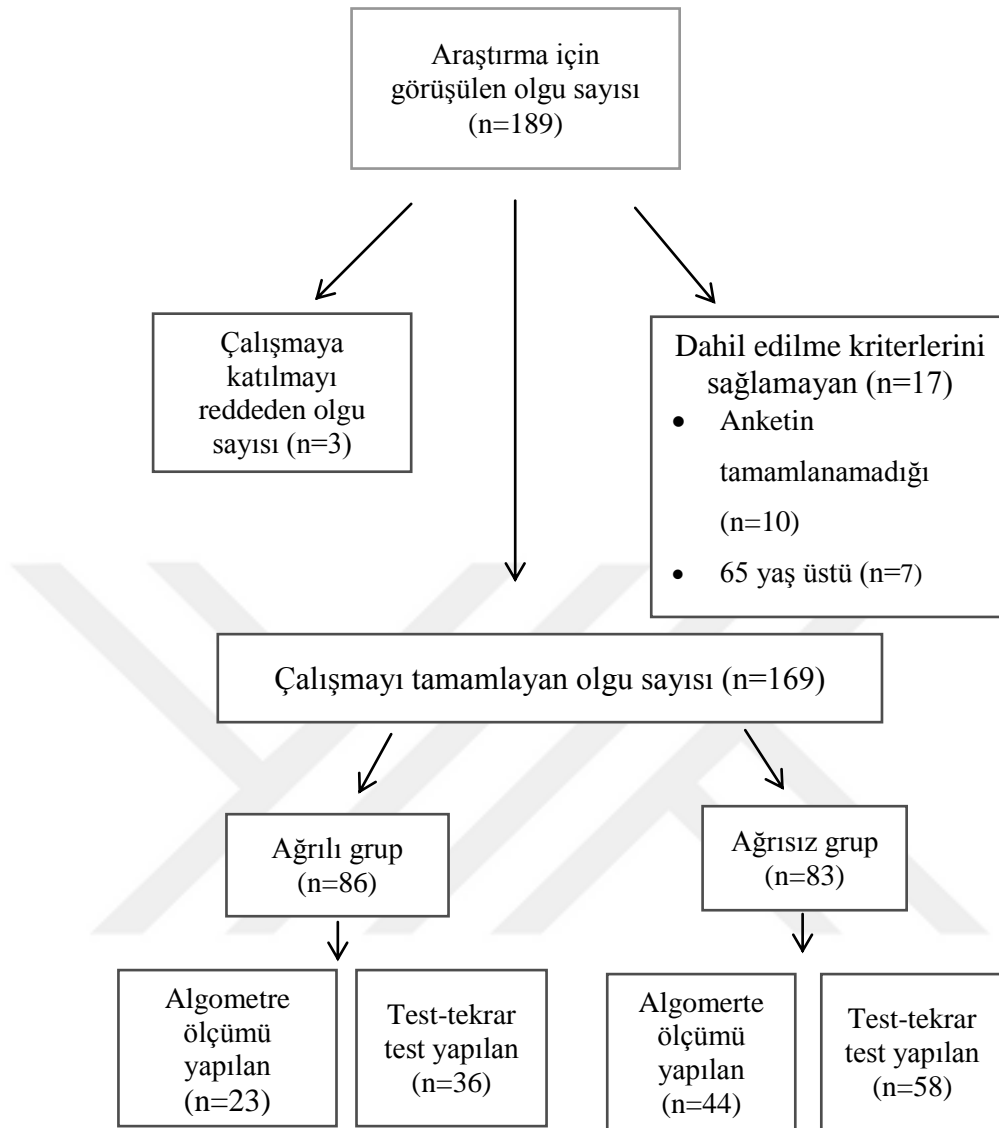 Araştırma için
görüşülen olgu sayısı
(n=189)
Çalışmaya
katılmayı
reddeden olgu
sayısı (n=3)
Dahil edilme kriterlerini
sağlamayan (n=17)
• Anketin
tamamlanamadığı
(n=10)
• 65 yaş üstü (n=7)
Çalışmayı tamamlayan olgu sayısı (n=169)
Ağrılı grup
(n=86)
Ağrısız grup
(n=83)
Algometre
ölçümü
yapılan
(n=23)
Test-tekrar
test yapılan
(n=36)
Algomerte
ölçümü
yapılan
(n=44)
Test-tekrar
test yapılan
(n=58)